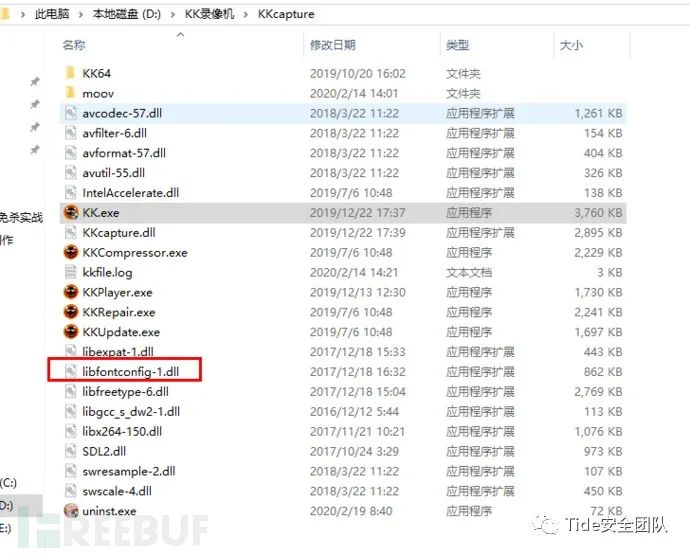 此电脑 › 本地磁盘 (D:) › KK录像机 › KKcapture
名称 修改日期 类型 大小
KK64 2019/10/20 16:02 文件夹
moov 2020/2/14 14:01 文件夹
avcodec-57.dll 2018/3/22 11:22 应用程序扩展 1,261 KB
avfilter-6.dll 2018/3/22 11:22 应用程序扩展 154 KB
avformat-57.dll 2018/3/22 11:22 应用程序扩展 404 KB
avutil-55.dll 2018/3/22 11:22 应用程序扩展 326 KB
IntelAccelerate.dll 2019/7/6 10:48 应用程序扩展 138 KB
免杀实战 KK.exe 2019/12/22 17:37 应用程序 3,760 KB
作 KKcapture.dll 2019/12/22 17:39 应用程序扩展 2,895 KB
KKCompressor.exe 2019/7/6 10:48 应用程序 2,229 KB
kkfile.log 2020/2/14 14:21 文本文档 3 KB
KKPlayer.exe 2019/12/13 12:30 应用程序 1,730 KB
KKRepair.exe 2019/7/6 10:48 应用程序 2,241 KB
KKUpdate.exe 2019/7/6 10:48 应用程序 1,697 KB
libexpat-1.dll 2017/12/18 15:33 应用程序扩展 443 KB
libfontconfig-1.dll 2017/12/18 16:32 应用程序扩展 862 KB
libfreetype-6.dll 2017/12/18 15:04 应用程序扩展 2,769 KB
libgcc_s_dw2-1.dll 2016/12/12 5:44 应用程序扩展 113 KB
libx264-150.dll 2017/11/21 10:21 应用程序扩展 1,076 KB
SDL2.dll 2017/10/24 3:29 应用程序扩展 973 KB
(C:) swresample-2.dll 2018/3/22 11:22 应用程序扩展 107 KB
D:) swscale-4.dll 2018/3/22 11:22 应用程序扩展 450 KB
E:) uninst.exe 2020/2/19 8:40 应用程序 72 KB
FREEBUF
Tide安全团队